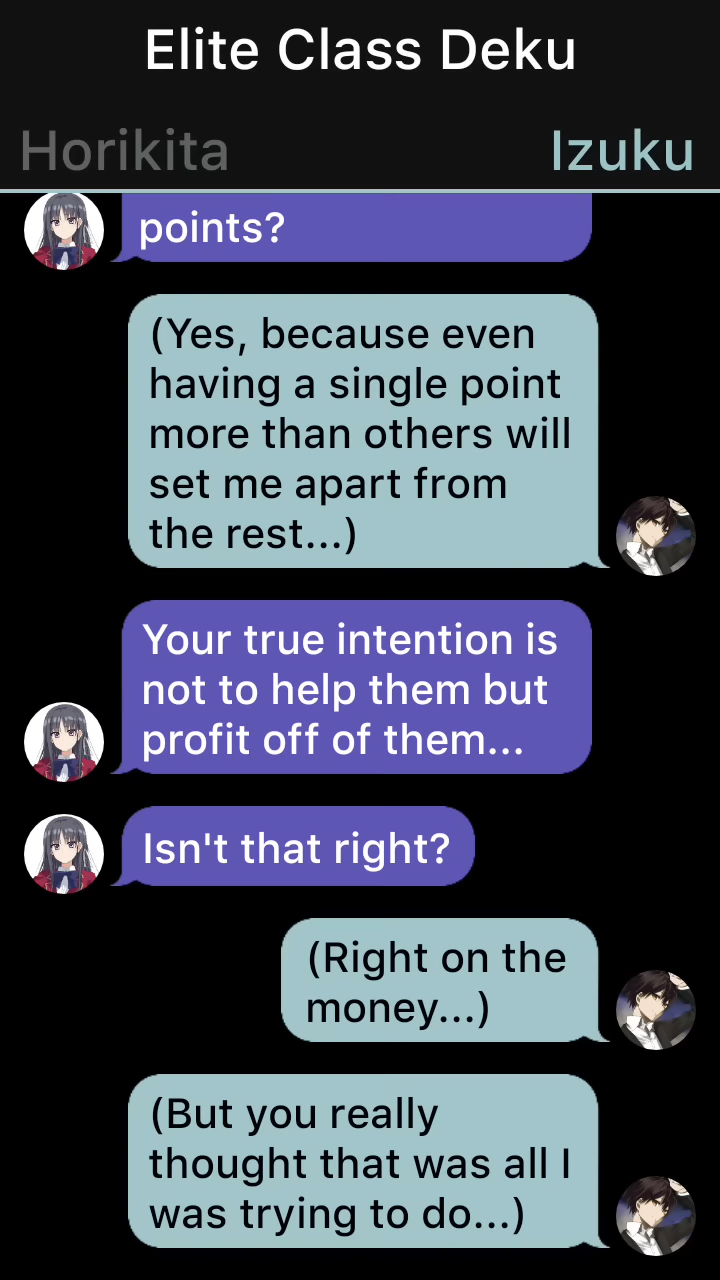 Elite Class Deku
Horikita
Izuku
points?
(Yes, because even
having a single point
more than others will
set me apart from
the rest...)
Your true intention is
not to help them but
profit off of them...
Isn't that right?
(Right on the
money...)
(But you really
thought that was all I
was trying to do...)